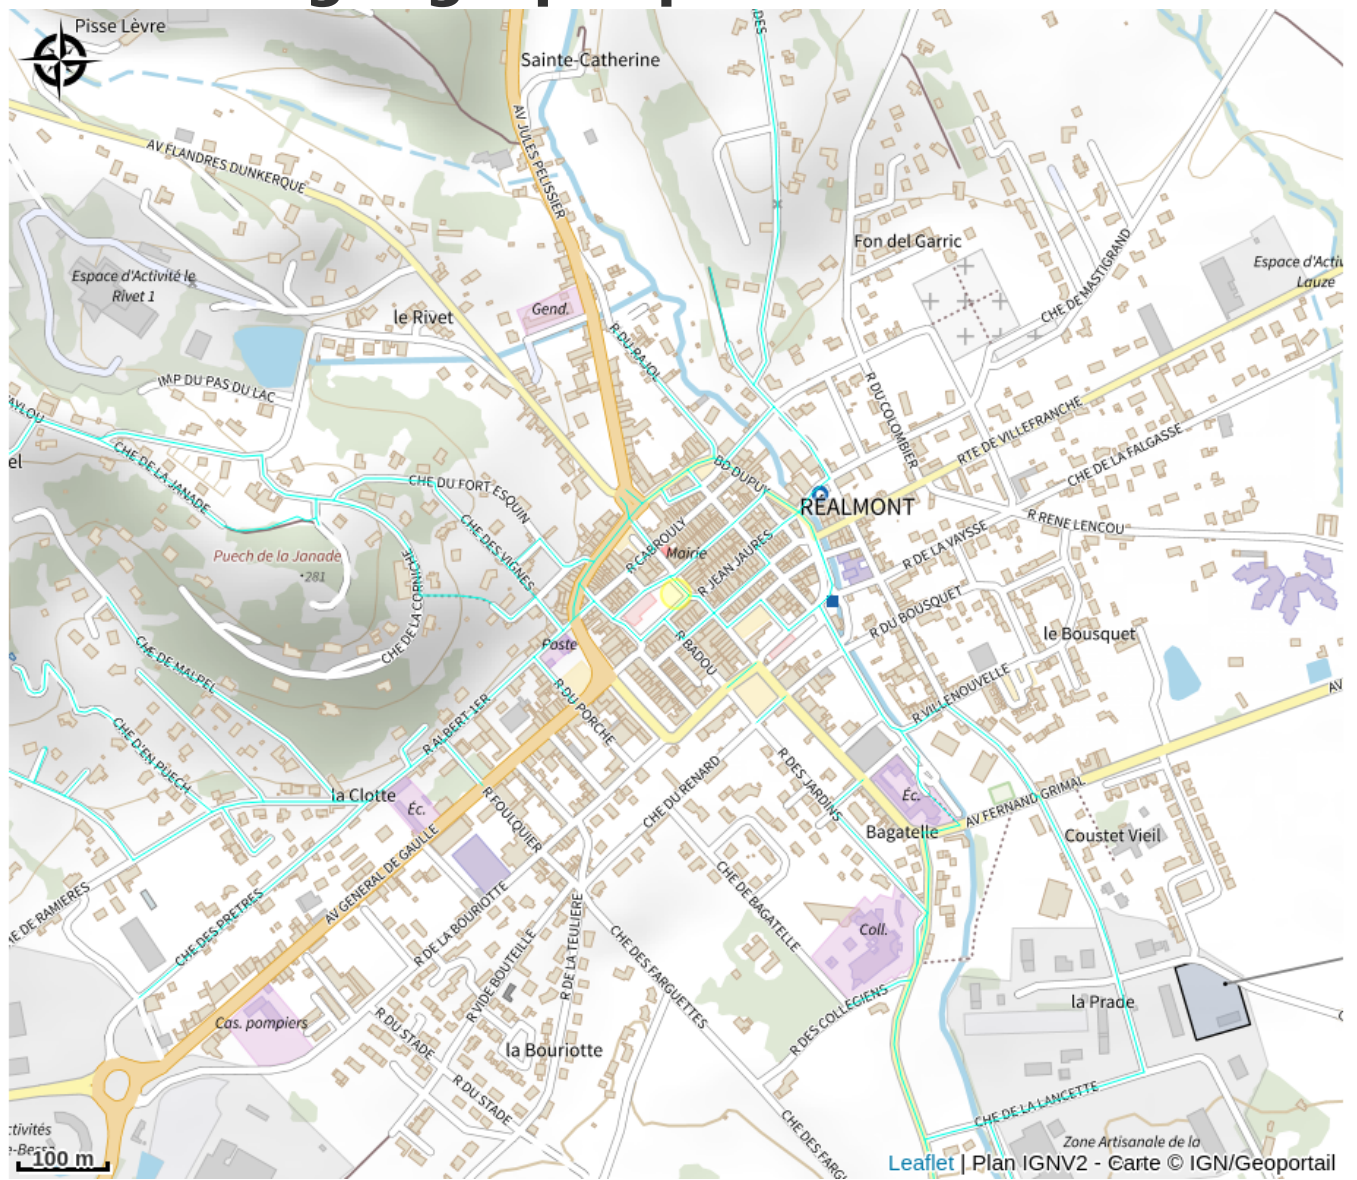 Pisse Lèvre
Sainte-Catherine
AV JULES PELISSIER
AV FLANDRES DUNKERQUE
Fon del Garric
CHE DE MASTIGRAND
Espace d'Activité le
Rivet 1
Espace d'Activ
Lauze
Gend.
le Rivet
R DU RAJOL
IMP DU PAS DU LAC
R DU COLOMBIER
RTE DE VILLEFRANCHE
CHE DE LA FALGASSE
AYLOU
el
CHE DE LA JANADE
CHE DU FORT ESQUIN
BD DUPUY
RÉALMONT
CHE DES VIGNES
R CABROULY
Mairie
R JEAN JAURES
R RENE LENCOU
R DE LA VAYSSE
Puech de la Janade
281
CHE DE LA CORNICHE
R DU BOUSQUET
le Bousquet
Poste
R BADOU
CHE DE MALPEL
R VILLENOUVELLE
R DU PORCHE
R ALBERT 1ER
AV
CHE D'EN PUECH
CHE DU RENARD
R DES JARDINS
la Clotte
Éc.
R FOULQUIER
Éc.
AV FERNAND GRIMAL
Bagatelle
Coustet Vieil
AV GENERAL DE GAULLE
CHE DE BAGATELLE
E DE RAMIERES
CHE DES PRETRES
R DE LA BOURIOTTE
R VIDE BOUTEILLE
R DE LA TEULIERE
CHE DES FARGUETTES
Coll.
R DES COLLEGIENS
la Prade
Cas. pompiers
R DU STADE
la Bouriotte
R DU STADE
CHE DES FARG
CHE DE LA LANCETTE
ctivités
e-Bess
Zone Artisanale de la
100 m
Leaflet | Plan IGNV2 - Carte © IGN/Geoportail